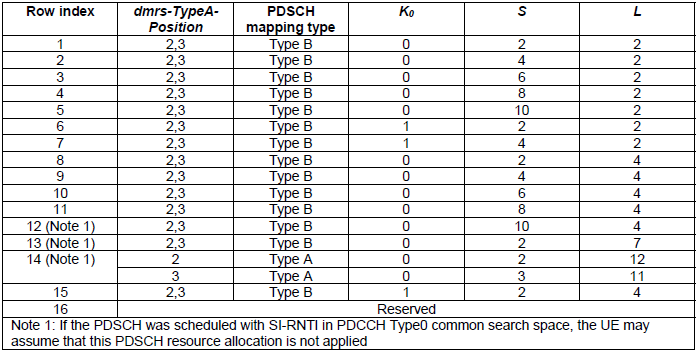 Row index dmrs-TypeA-Position PDSCH mapping type K0 S L
1 2,3 Type B 0 2 2
2 2,3 Type B 0 4 2
3 2,3 Type B 0 6 2
4 2,3 Type B 0 8 2
5 2,3 Type B 0 10 2
6 2,3 Type B 1 2 2
7 2,3 Type B 1 4 2
8 2,3 Type B 0 2 4
9 2,3 Type B 0 4 4
10 2,3 Type B 0 6 4
11 2,3 Type B 0 8 4
12 (Note 1) 2,3 Type B 0 10 4
13 (Note 1) 2,3 Type B 0 2 7
14 (Note 1) 2 Type A 0 2 12
3 Type A 0 3 11
15 2,3 Type B 1 2 4
16 Reserved
Note 1: If the PDSCH was scheduled with SI-RNTI in PDCCH Type0 common search space, the UE may
assume that this PDSCH resource allocation is not applied